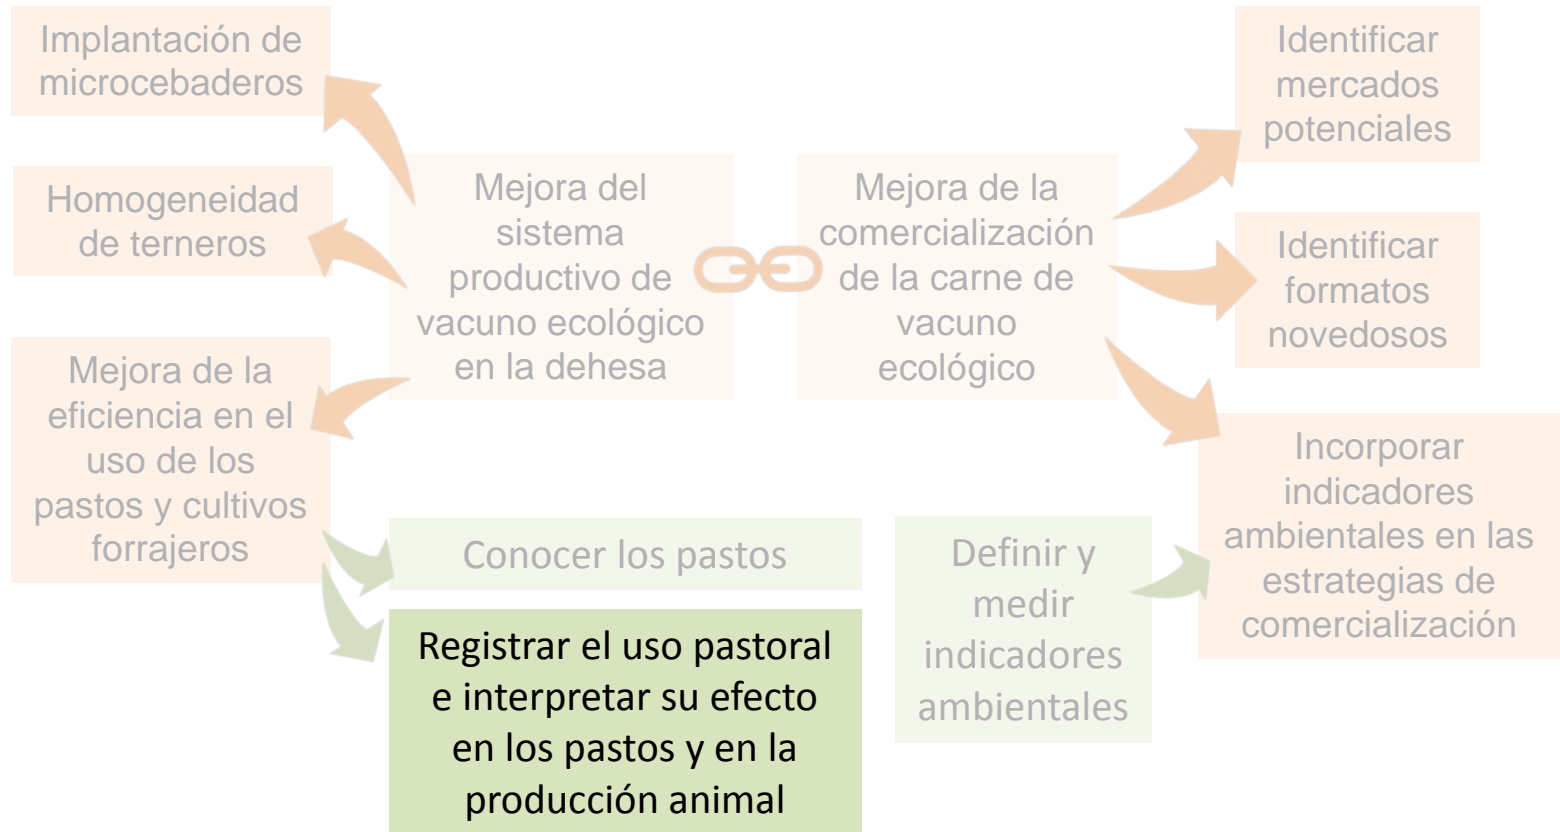 Implantación de
microcebaderos
Homogeneidad
de terneros
Mejora de la
eficiencia en el
uso de los
pastos y cultivos
forrajeros
Mejora del
sistema
productivo de
vacuno ecológico
en la dehesa
Mejora de la
comercialización
de la carne de
vacuno
ecológico
Identificar
mercados
potenciales
Identificar
formatos
novedosos
Incorporar
indicadores
ambientales en las
estrategias de
comercialización
Conocer los pastos
Registrar el uso pastoral
e interpretar su efecto
en los pastos y en la
producción animal
Definir y
medir
indicadores
ambientales